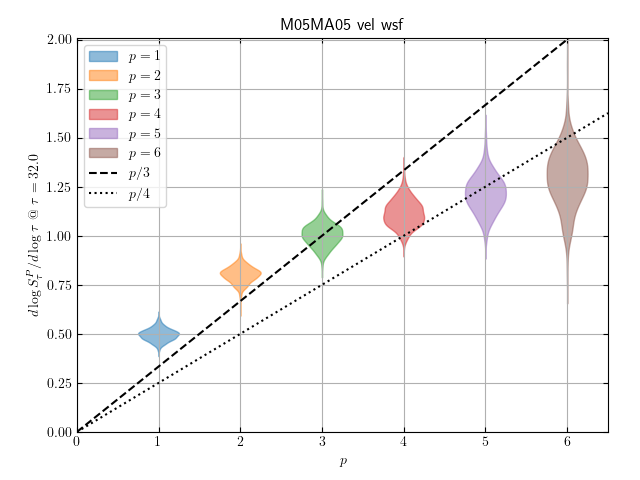 M05MA05 vel wsf
2.00
1.75
1.50
1.25
1.00
0.75
0.50
0.25
0.00
d log S_τ^P / d log τ @ τ = 32.0
p = 1
p = 2
p = 3
p = 4
p = 5
p = 6
p/3
p/4
0 1 2 3 4 5 6
p